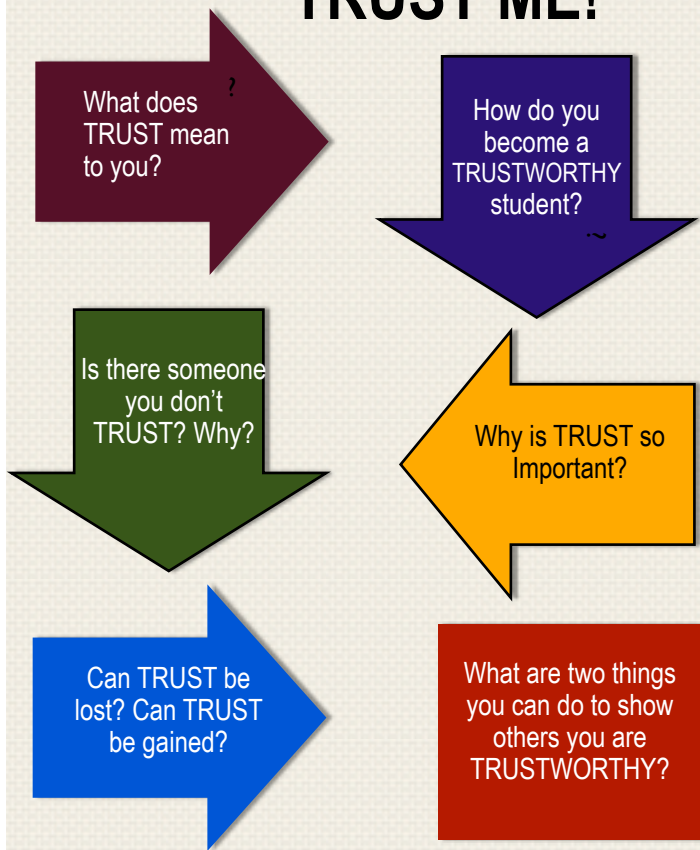 TRUST ME!
What does
TRUST mean
to you?
?
How do you
become a
TRUSTWORTHY
student?
Is there someone
you don't
TRUST? Why?
Why is TRUST so
Important?
Can TRUST be
lost? Can TRUST
be gained?
What are two things
you can do to show
others you are
TRUSTWORTHY?